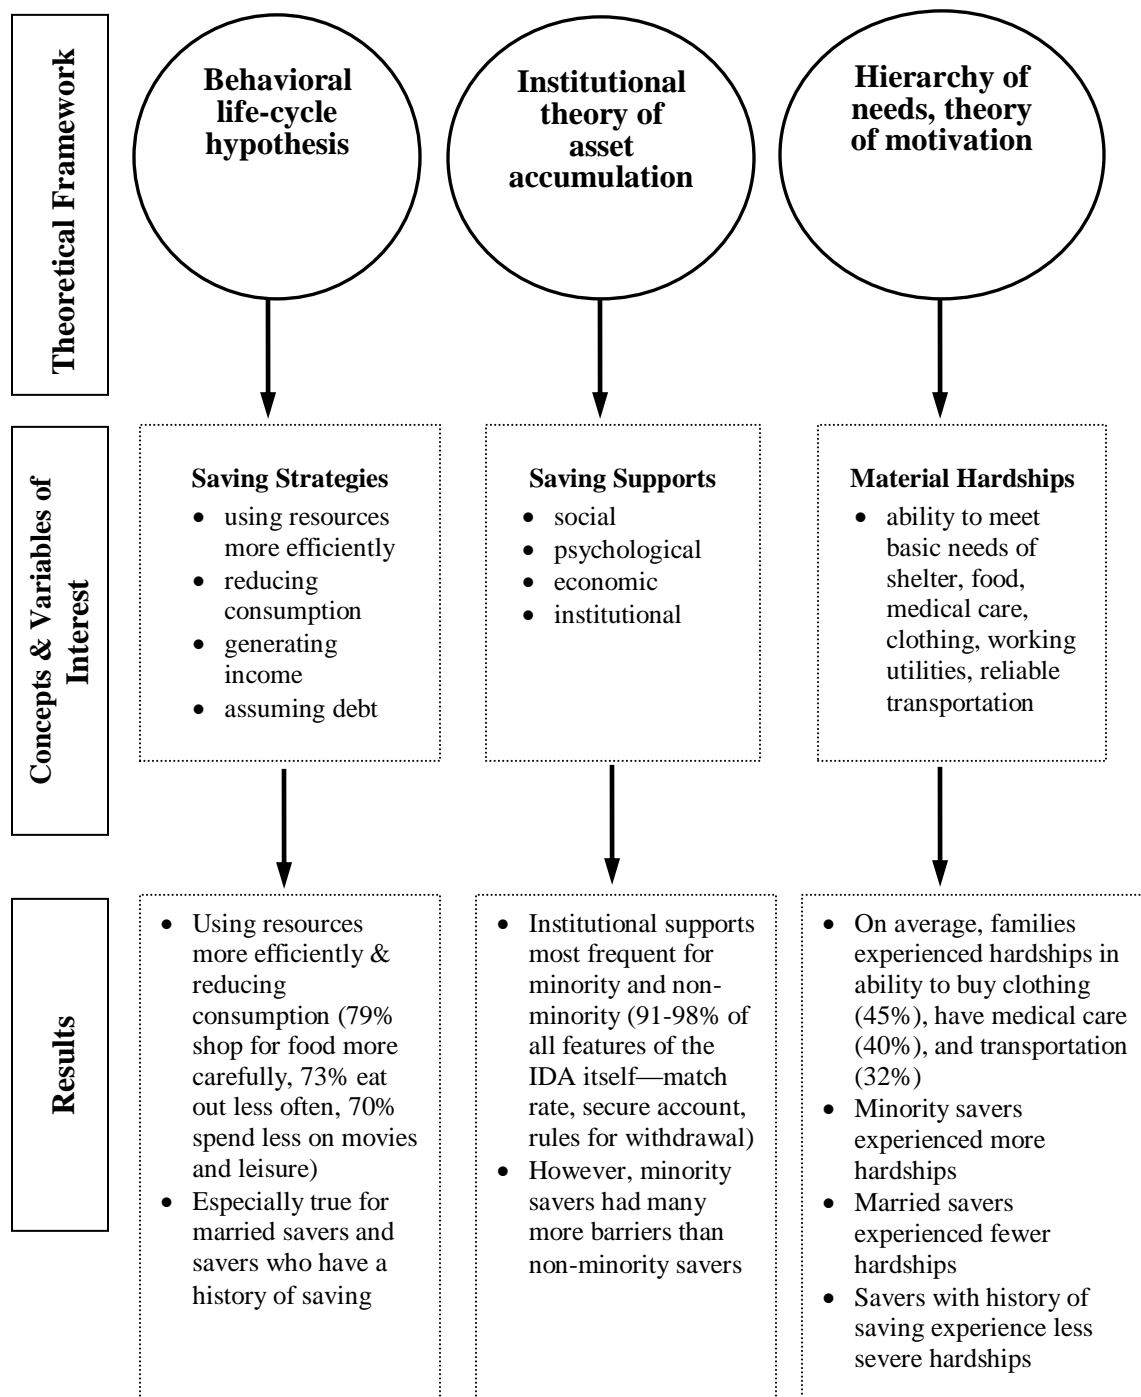 Theoretical Framework
Behavioral
life-cycle
hypothesis
Institutional
theory of
asset
accumulation
Hierarchy of
needs, theory
of motivation
Concepts & Variables of
Interest
Saving Strategies
• using resources
more efficiently
• reducing
consumption
• generating
income
• assuming debt
Saving Supports
• social
• psychological
• economic
• institutional
Material Hardships
• ability to meet
basic needs of
shelter, food,
medical care,
clothing, working
utilities, reliable
transportation
Results
• Using resources
more efficiently &
reducing
consumption (79%
shop for food more
carefully, 73% eat
out less often, 70%
spend less on movies
and leisure)
• Especially true for
married savers and
savers who have a
history of saving
• Institutional supports
most frequent for
minority and non-
minority (91-98% of
all features of the
IDA itself—match
rate, secure account,
rules for withdrawal)
• However, minority
savers had many
more barriers than
non-minority savers
• On average, families
experienced hardships in
ability to buy clothing
(45%), have medical care
(40%), and transportation
(32%)
• Minority savers
experienced more
hardships
• Married savers
experienced fewer
hardships
• Savers with history of
saving experience less
severe hardships